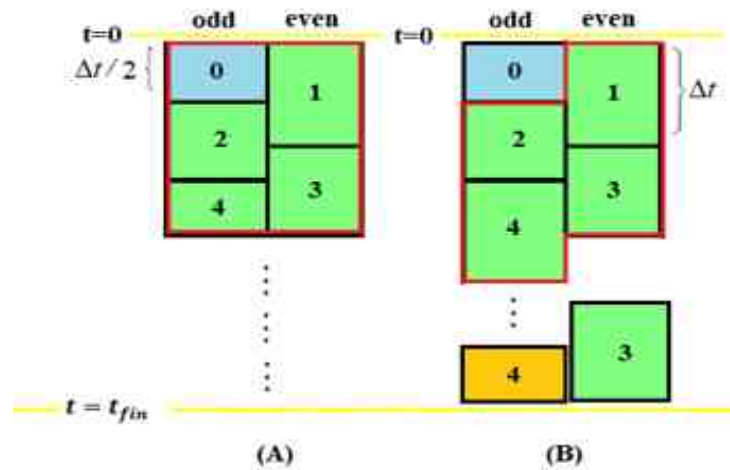 odd even odd even
t=0 t=0
0 1 0 1
Δt/2 Δt
2 2
3 3
4 4
4 3
t = t_fin
(A) (B)